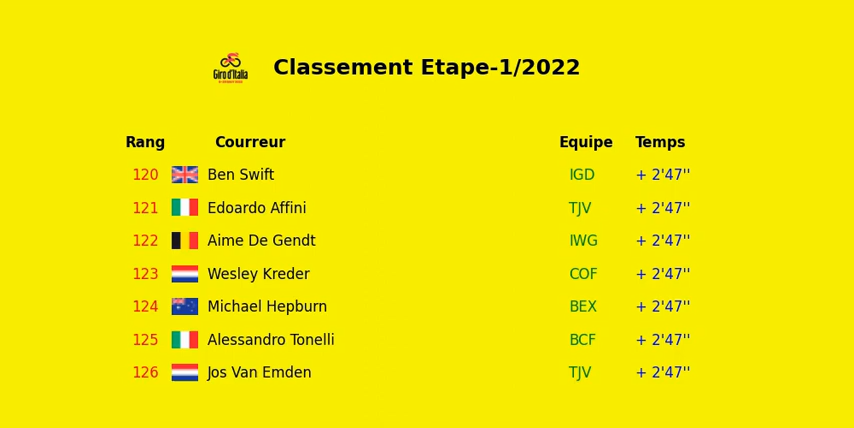 Giro d'Italia
Classement Etape-1/2022
Rang Courreur Equipe Temps
120 Ben Swift IGD + 2'47''
121 Edoardo Affini TJV + 2'47''
122 Aime De Gendt IWG + 2'47''
123 Wesley Kreder COF + 2'47''
124 Michael Hepburn BEX + 2'47''
125 Alessandro Tonelli BCF + 2'47''
126 Jos Van Emden TJV + 2'47''